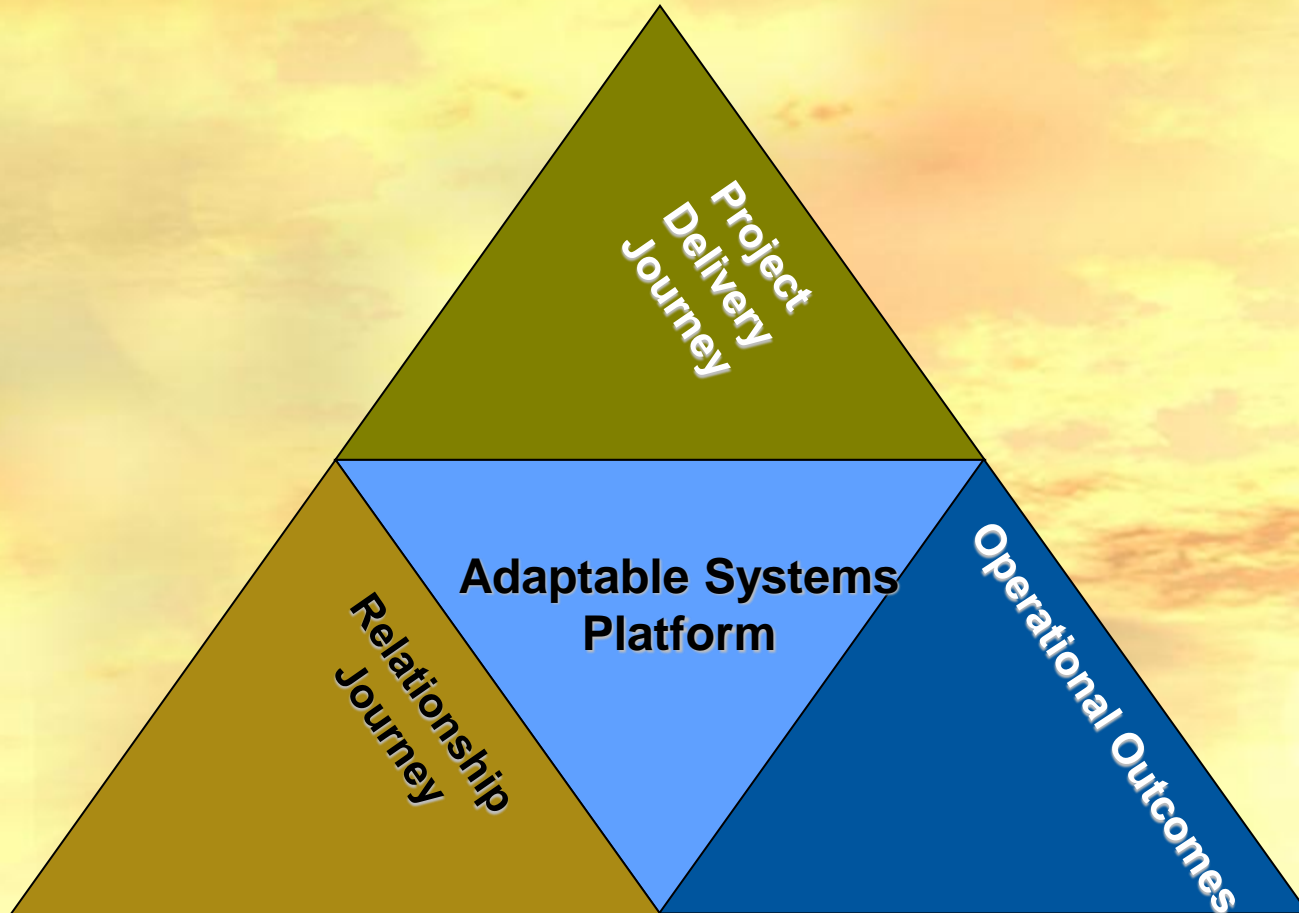 Project
Delivery
Journey
Adaptable Systems
Platform
Relationship
Journey
Operational Outcomes